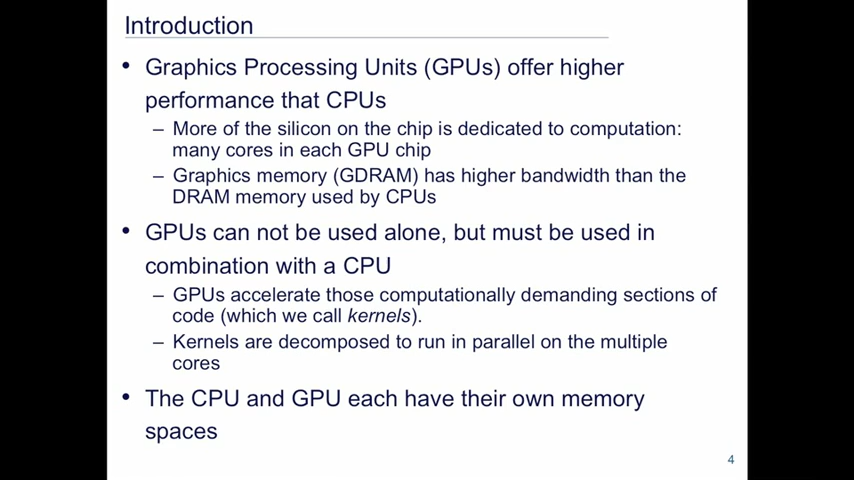 Introduction
• Graphics Processing Units (GPUs) offer higher
performance that CPUs
– More of the silicon on the chip is dedicated to computation:
many cores in each GPU chip
– Graphics memory (GDRAM) has higher bandwidth than the
DRAM memory used by CPUs
• GPUs can not be used alone, but must be used in
combination with a CPU
– GPUs accelerate those computationally demanding sections of
code (which we call kernels).
– Kernels are decomposed to run in parallel on the multiple
cores
• The CPU and GPU each have their own memory
spaces
4